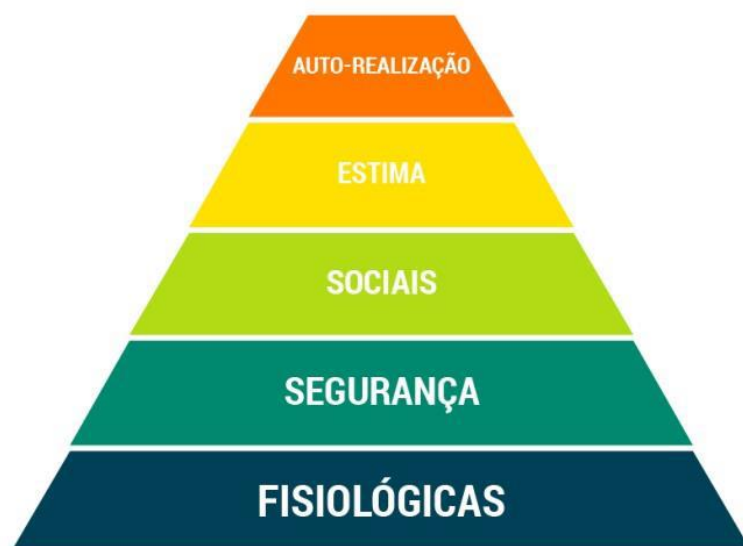 AUTO-REALIZAÇÃO
ESTIMA
SOCIAIS
SEGURANÇA
FISIOLÓGICAS